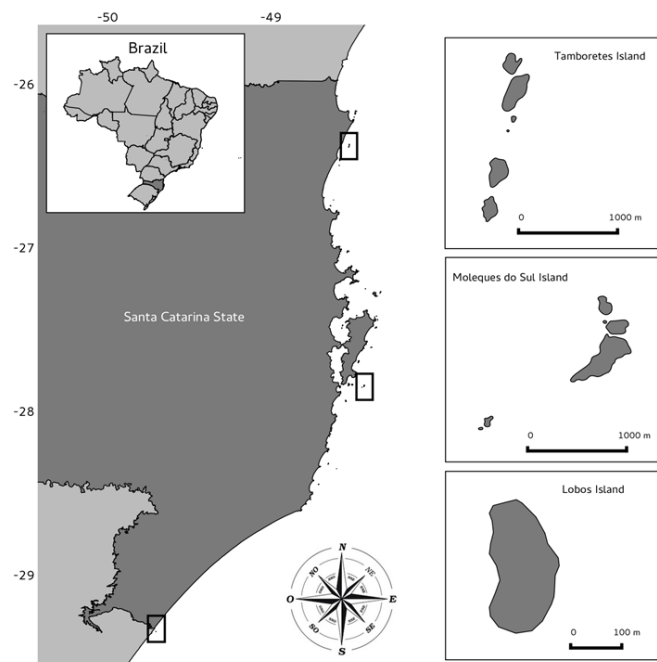 -50 -49
Brazil
-26
-27
-28
-29
Santa Catarina State
Tamboretes Island
0 1000 m
Moleques do Sul Island
0 1000 m
Lobos Island
0 100 m
N
NO NE
O E
SO SE
S